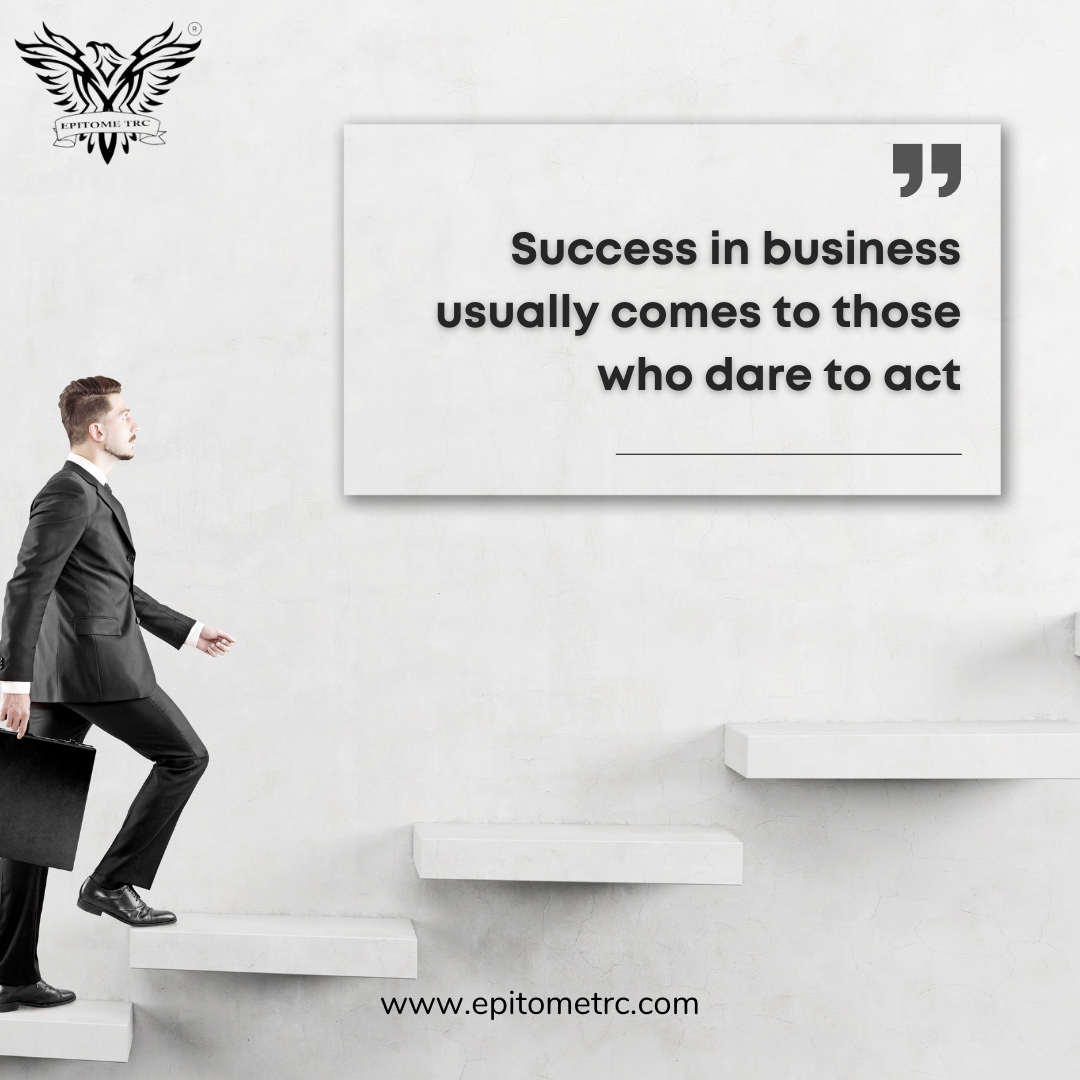 ®
EPITOME TRC
”
Success in business
usually comes to those
who dare to act
www.epitometrc.com